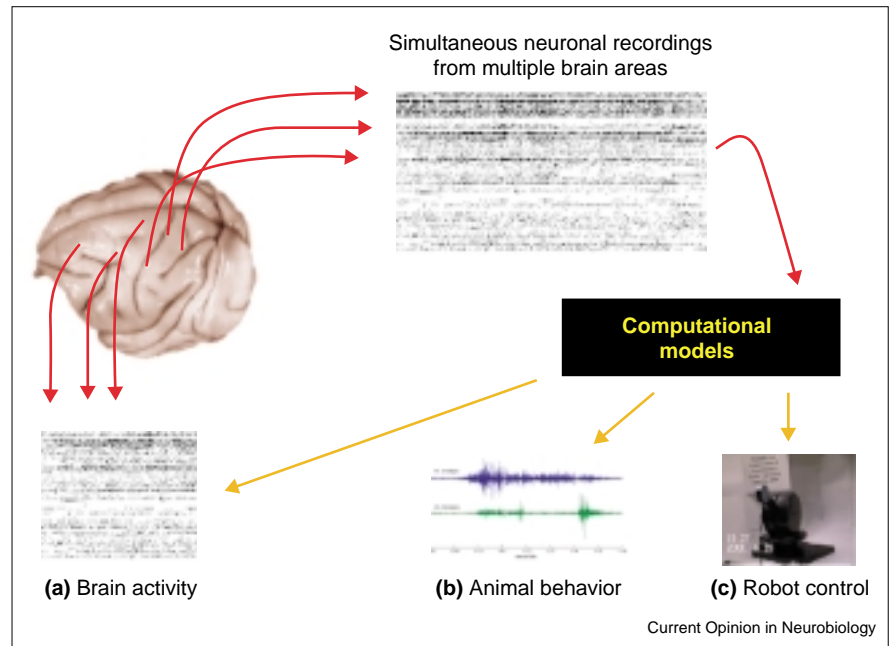 Simultaneous neuronal recordings
from multiple brain areas
Computational
models
(a) Brain activity
(b) Animal behavior
(c) Robot control
Current Opinion in Neurobiology